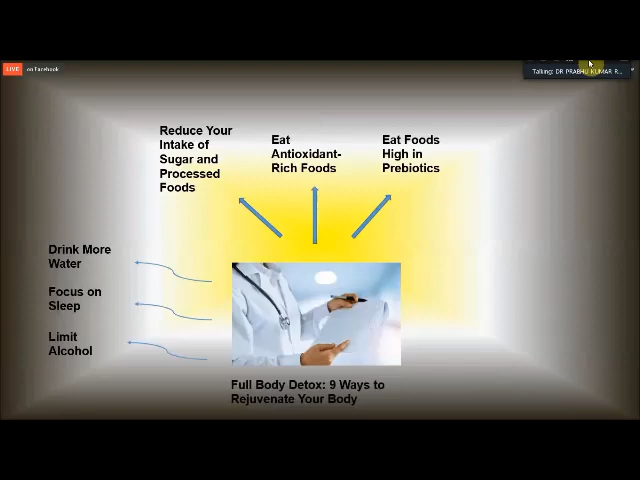 LIVE on Facebook
Talking: DR PRABHU KUMAR R...
Reduce Your
Intake of
Sugar and
Processed
Foods
Eat
Antioxidant-
Rich Foods
Eat Foods
High in
Prebiotics
Drink More
Water
Focus on
Sleep
Limit
Alcohol
Full Body Detox: 9 Ways to
Rejuvenate Your Body